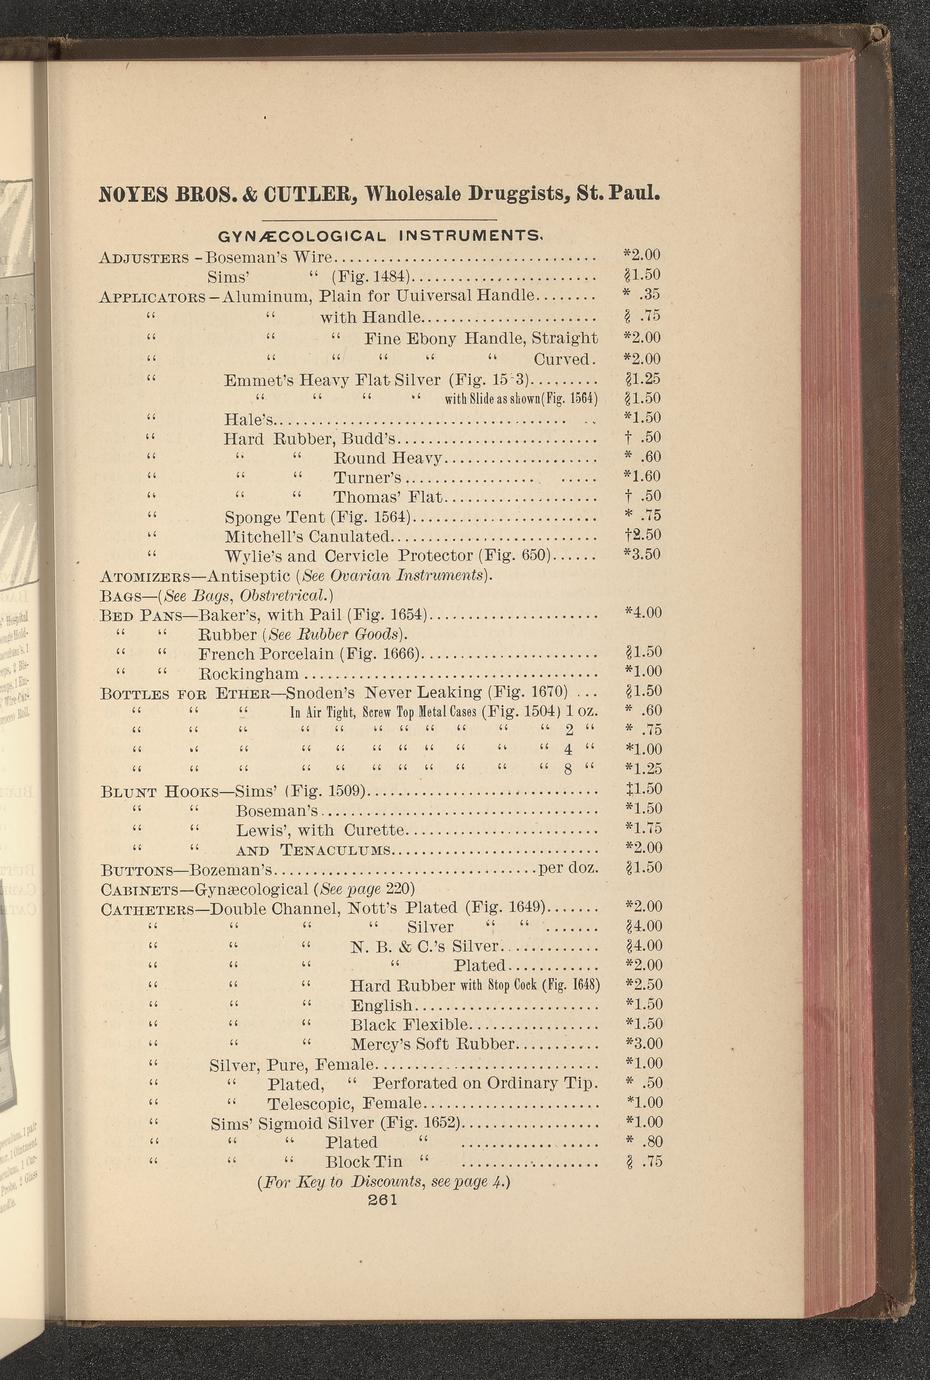 NOYES BROS. & CUTLER, Wholesale Druggists, St. Paul.
GYNÆCOLOGICAL INSTRUMENTS.
ADJUSTERS - Boseman's Wire................................. *2.00
Sims' “ (Fig. 1484)....................... §1.50
APPLICATORS — Aluminum, Plain for Uuiversal Handle........ * .35
“ “ with Handle...................... § .75
“ “ “ Fine Ebony Handle, Straight *2.00
“ “ “ “ “ “ Curved. *2.00
“ Emmet's Heavy Flat Silver (Fig. 15 3)......... §1.25
“ “ “ “ with Slide as shown (Fig. 1564) §1.50
“ Hale's..................................... .. *1.50
“ Hard Rubber, Budd's......................... † .50
“ “ “ Round Heavy................... * .60
“ “ “ Turner's................ ..... *1.60
“ “ “ Thomas' Flat................... † .50
“ Sponge Tent (Fig. 1564)....................... * .75
“ Mitchell's Canulated.......................... †2.50
“ Wylie's and Cervicle Protector (Fig. 650)...... *3.50
ATOMIZERS—Antiseptic (See Ovarian Instruments).
BAGS—(See Bags, Obstretrical.)
BED PANS—Baker's, with Pail (Fig. 1654)..................... *4.00
“ “ Rubber (See Rubber Goods).
“ “ French Porcelain (Fig. 1666)...................... §1.50
“ “ Rockingham ..................................... *1.00
BOTTLES FOR ETHER—Snoden's Never Leaking (Fig. 1670) ... §1.50
“ “ “ In Air Tight, Screw Top Metal Cases (Fig. 1504) 1 oz. * .60
“ “ “ “ “ “ “ “ “ “ “ 2 “ * .75
“ “ “ “ “ “ “ “ “ “ “ 4 “ *1.00
“ “ “ “ “ “ “ “ “ “ “ 8 “ *1.25
BLUNT HOOKS—Sims' (Fig. 1509)............................. ‡1.50
“ “ Boseman's................................... *1.50
“ “ Lewis', with Curette........................ *1.75
“ “ AND TENACULUMS.......................... *2.00
BUTTONS—Bozeman's.................................per doz. §1.50
CABINETS—Gynæcological (See page 220)
CATHETERS—Double Channel, Nott's Plated (Fig. 1649)....... *2.00
“ “ “ “ Silver “ “ ....... §4.00
“ “ “ N. B. & C.'s Silver............ §4.00
“ “ “ “ Plated............ *2.00
“ “ “ Hard Rubber with Stop Cock (Fig. 1648) *2.50
“ “ “ English....................... *1.50
“ “ “ Black Flexible................. *1.50
“ “ “ Mercy's Soft Rubber........... *3.00
“ Silver, Pure, Female............................ *1.00
“ “ Plated, “ Perforated on Ordinary Tip. * .50
“ “ Telescopic, Female...................... *1.00
“ Sims' Sigmoid Silver (Fig. 1652)................. *1.00
“ “ “ Plated “ .................. * .80
“ “ “ Block Tin “ .................. § .75
(For Key to Discounts, see page 4.)
261